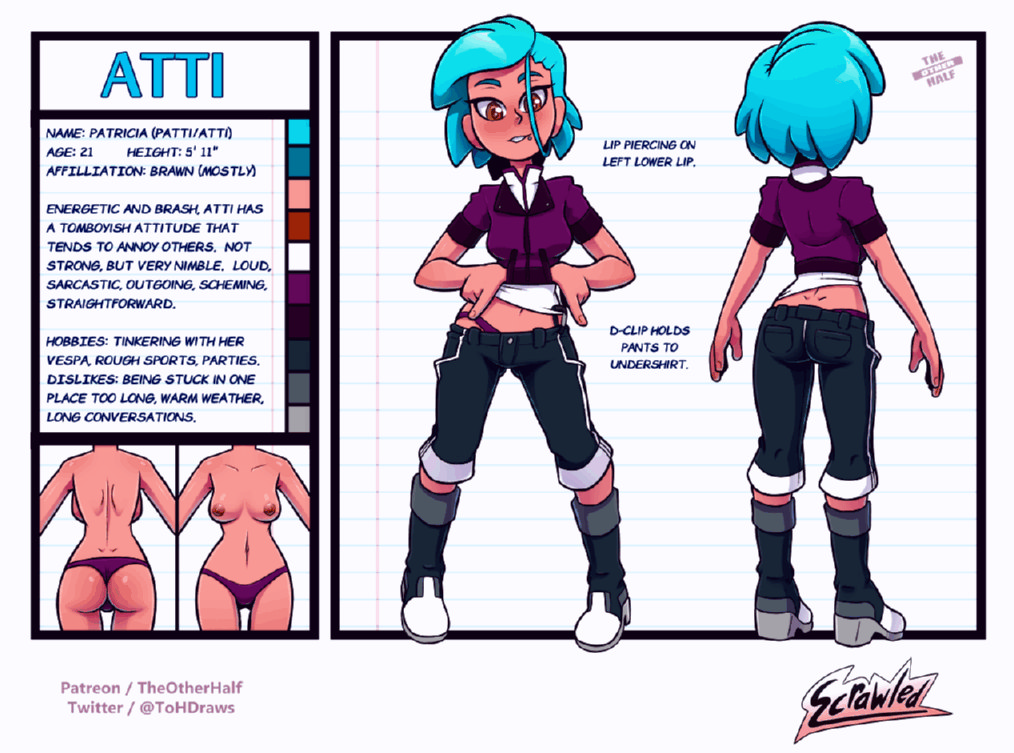 ATTI
NAME: PATRICIA (PATTI/ATTI)
AGE: 21 HEIGHT: 5' 11"
AFFILLIATION: BRAWN (MOSTLY)
ENERGETIC AND BRASH, ATTI HAS
A TOMBOYISH ATTITUDE THAT
TENDS TO ANNOY OTHERS. NOT
STRONG, BUT VERY NIMBLE. LOUD,
SARCASTIC, OUTGOING, SCHEMING,
STRAIGHTFORWARD.
HOBBIES: TINKERING WITH HER
VESPA, ROUGH SPORTS, PARTIES.
DISLIKES: BEING STUCK IN ONE
PLACE TOO LONG, WARM WEATHER,
LONG CONVERSATIONS.
LIP PIERCING ON
LEFT LOWER LIP.
D-CLIP HOLDS
PANTS TO
UNDERSHIRT.
THE
OTHER
HALF
Patreon / TheOtherHalf
Twitter / @ToHDraws
Scrawled